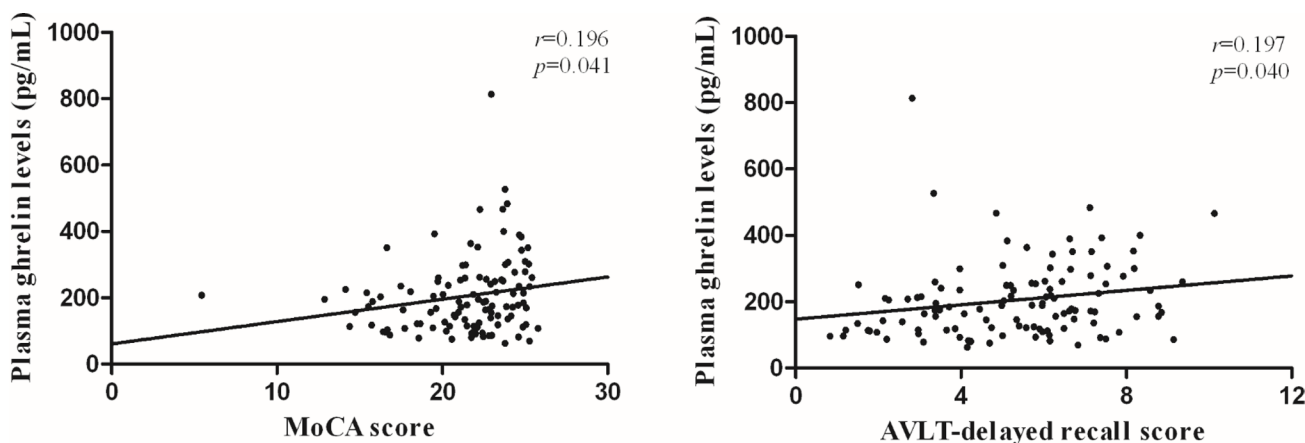 Plasma ghrelin levels (pg/mL)
1000
800
600
400
200
0
0
10
20
30
MoCA score
r=0.196
p=0.041
Plasma ghrelin levels (pg/mL)
1000
800
600
400
200
0
0
4
8
12
AVLT-delayed recall score
r=0.197
p=0.040